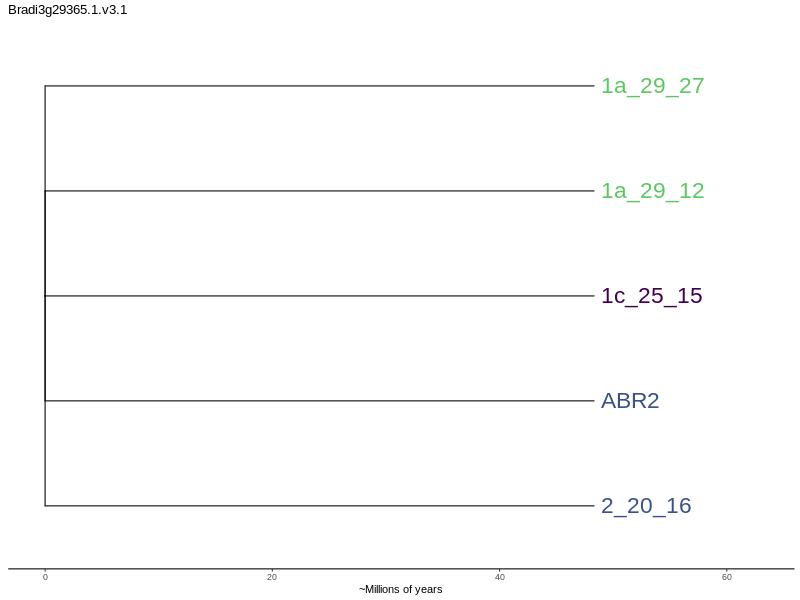 Bradi3g29365.1.v3.1
1a_29_27
1a_29_12
1c_25_15
ABR2
2_20_16
0 20 40 60
~Millions of years